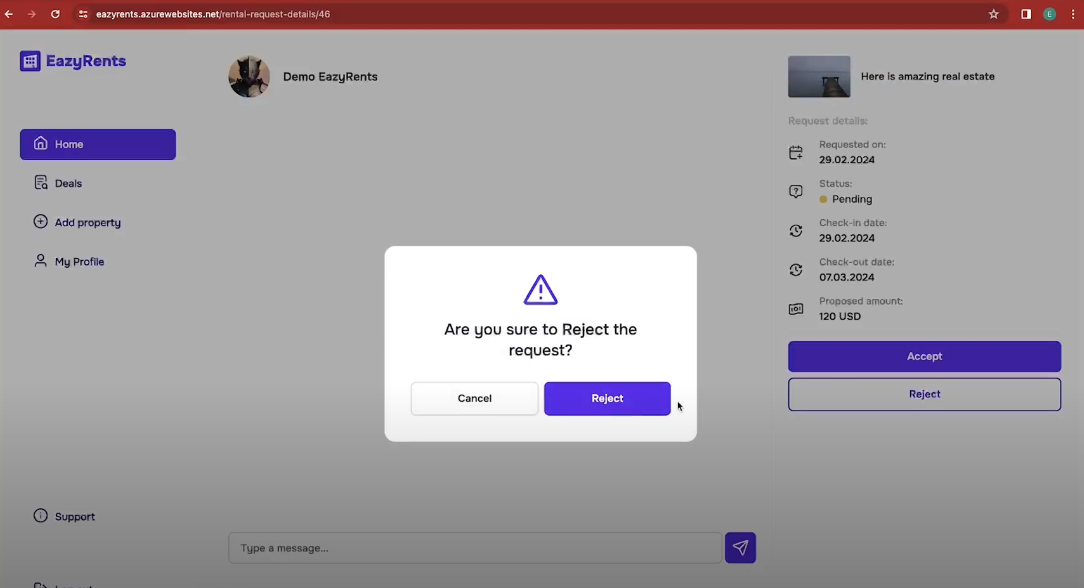 eazyrents.azurewebsites.net/rental-request-details/46
E
EazyRents
Demo EazyRents
Here is amazing real estate
Home
Deals
Add property
My Profile
Request details:
Requested on:
29.02.2024
Status:
Pending
Check-in date:
29.02.2024
Check-out date:
07.03.2024
Proposed amount:
120 USD
Accept
Reject
Are you sure to Reject the
request?
Cancel
Reject
Support
Type a message...